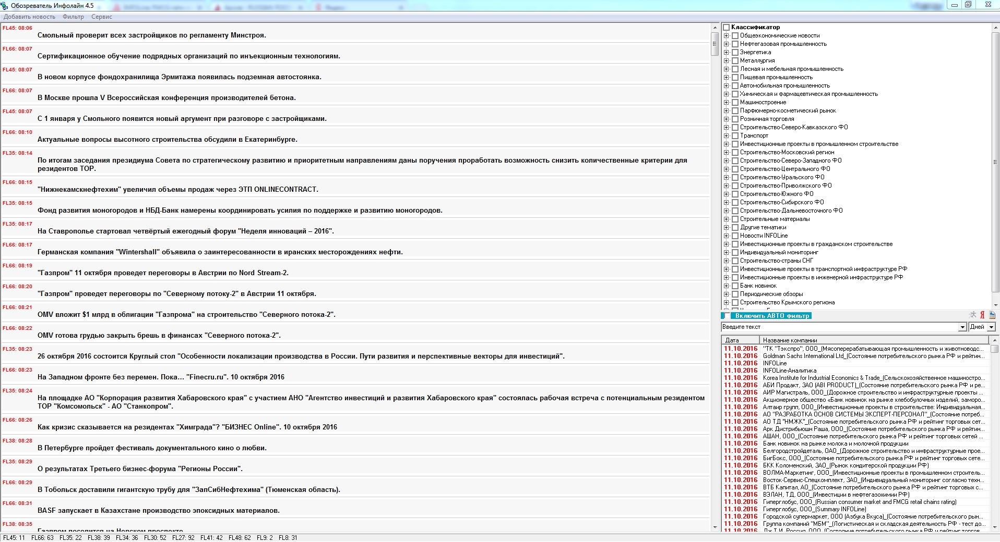 Обозреватель Инфолайн 4.5
Добавить новость Фильтр Сервис
FL45: 08:06
Смольный проверит всех застройщиков по регламенту Минстроя.
FL66: 08:07
Сертификационное обучение подрядных организаций по инъекционным технологиям.
FL45: 08:07
В новом корпусе фондохранилища Эрмитажа появилась подземная автостоянка.
FL66: 08:07
В Москве прошла V Всероссийская конференция производителей бетона.
FL45: 08:07
С 1 января у Смольного появится новый аргумент при разговоре с застройщиками.
FL66: 08:10
Актуальные вопросы высотного строительства обсудили в Екатеринбурге.
FL35: 08:14
По итогам заседания президиума Совета по стратегическому развитию и приоритетным направлениям даны поручения проработать возможность снизить количественные критерии для
резидентов ТОР.
FL66: 08:15
"Нижнекамскнефтехим" увеличил объемы продаж через ЭТП ONLINECONTRACT.
FL35: 08:15
Фонд развития моногородов и НБД-Банк намерены координировать усилия по поддержке и развитию моногородов.
FL35: 08:17
На Ставрополье стартовал четвёртый ежегодный форум "Неделя инноваций – 2016".
FL66: 08:17
Германская компания "Wintershall" объявила о заинтересованности в иранских месторождениях нефти.
FL66: 08:19
"Газпром" 11 октября проведет переговоры в Австрии по Nord Stream-2.
FL66: 08:20
"Газпром" проведет переговоры по "Северному потоку-2" в Австрии 11 октября.
FL66: 08:21
OMV вложит $1 млрд в облигации "Газпрома" на строительство "Северного потока-2".
FL66: 08:22
OMV готова грудью закрыть брешь в финансах "Северного потока-2".
FL35: 08:23
26 октября 2016 состоится Круглый стол "Особенности локализации производства в России. Пути развития и перспективные векторы для инвестиций".
FL66: 08:23
На Западном фронте без перемен. Пока... "Finecru.ru". 10 октября 2016
FL35: 08:24
На площадке АО "Корпорация развития Хабаровского края" с участием АНО "Агентство инвестиций и развития Хабаровского края" состоялась рабочая встреча с потенциальным резидентом
ТОР "Комсомольск" - АО "Станкопром".
FL66: 08:26
Как кризис сказывается на резидентах "Химграда"? "БИЗНЕС Online". 10 октября 2016
FL38: 08:28
В Петербурге пройдет фестиваль документального кино о любви.
FL35: 08:29
О результатах Третьего бизнес-форума "Регионы России".
FL66: 08:29
В Тобольск доставили гигантскую трубу для "ЗапСибНефтехима" (Тюменская область).
FL66: 08:31
BASF запускает в Казахстане производство эпоксидных материалов.
FL38: 08:35
Газпром поселится на Невском проспекте
Классификатор
Общеэкономические новости
Нефтегазовая промышленность
Энергетика
Металлургия
Лесная и мебельная промышленность
Пищевая промышленность
Автомобильная промышленность
Химическая и фармацевтическая промышленность
Машиностроение
Парфюмерно-косметический рынок
Розничная торговля
Строительство-Северо-Кавказского ФО
Транспорт
Инвестиционные проекты в промышленном строительстве
Строительство-Московский регион
Строительство-Северо-Западного ФО
Строительство-Центрального ФО
Строительство-Уральского ФО
Строительство-Приволжского ФО
Строительство-Южного ФО
Строительство-Сибирского ФО
Строительство-Дальневосточного ФО
Строительные материалы
Другие тематики
Новости INFOLine
Инвестиционные проекты в гражданском строительстве
Индивидуальный мониторинг
Строительство-страны СНГ
Инвестиционные проекты в транспортной инфраструктуре РФ
Инвестиционные проекты в инженерной инфраструктуре РФ
Банк новинок
Периодические обзоры
Строительство Крымского региона
Включить АВТО фильтр Я
Введите текст Дней
Дата Название компании
11.10.2016 "ТК "Тэкспро", ООО_(Мясоперерабатывающая промышленность и животноводс...
11.10.2016 Goldman Sachs International Ltd_(Состояние потребительского рынка РФ и рейтин...
11.10.2016 INFOLine
11.10.2016 INFOLine-Аналитика
11.10.2016 Korea Institute for Industrial Economics & Trade_(Сельскохозяйственное машиностро...
11.10.2016 АБИ Продакт, ЗАО (ABI PRODUCT)_(Состояние потребительского рынка РФ и ре...
11.10.2016 АИР Магистраль, ООО_(Дорожное строительство и инфраструктурные проекты ...
11.10.2016 Акционерное общество «Банк новинок на рынке хлебобулочных изделий, заморо...
11.10.2016 Алтаир групп, ООО_(Инвестиционные проекты в строительстве: Индивидуальная...
11.10.2016 АО "РАЗРАБОТКА ОСНОВ СИСТЕМЫ ЭКСПЕРТ-ПЕРСОНАЛ"_(Состояние потреб...
11.10.2016 АО ТД "НМЖК"_(Состояние потребительского рынка РФ и рейтинг торговых сет...
11.10.2016 Арк Дистрибьюшн Раша, ООО_(Состояние потребительского рынка РФ и рейтин...
11.10.2016 АШАН, ООО_(Состояние потребительского рынка РФ и рейтинг торговых сетей ...
11.10.2016 Банк новинок на рынке молока и молочной продукции
11.10.2016 Белгородстройдеталь, ОАО_(Дорожное строительство и инфраструктурные прое...
11.10.2016 БигБокс, ООО_(Состояние потребительского рынка РФ и рейтинг торговых сете...
11.10.2016 БКК Коломенский, ЗАО_(Рынок кондитерской продукции РФ)
11.10.2016 ВОЛМА-Маркетинг, ООО_(Инвестиционные проекты в промышленном строитель...
11.10.2016 Восток-Сервис-Спецкомплект, ЗАО_(Индивидуальный мониторинг согласно техн...
11.10.2016 ВТБ Капитал, АО_(Состояние потребительского рынка РФ и рейтинг торговых с...
11.10.2016 ВЭЛАН, ТД, ООО_(Инвестиции в нефтегазохимии РФ)
11.10.2016 Гиперглобус, ООО_(Russian consumer market and FMCG retail chains rating)
11.10.2016 Гиперглобус, ООО_(Summary INFOLine)
11.10.2016 Городской супермаркет, ООО (Азбука Вкуса)_(Состояние потребительского рын...
11.10.2016 Группа компаний "МБМ"_(Логистическая и складская деятельность РФ - тест до...
11.10.2016 Дж.Т.И. Россия, ООО_(Состояние потребительского рынка РФ и рейтинг торгов...
FL45: 11 FL66: 63 FL35: 22 FL38: 39 FL34: 36 FL30: 52 FL27: 92 FL41: 42 FL48: 62 FL9: 2 FL8: 31